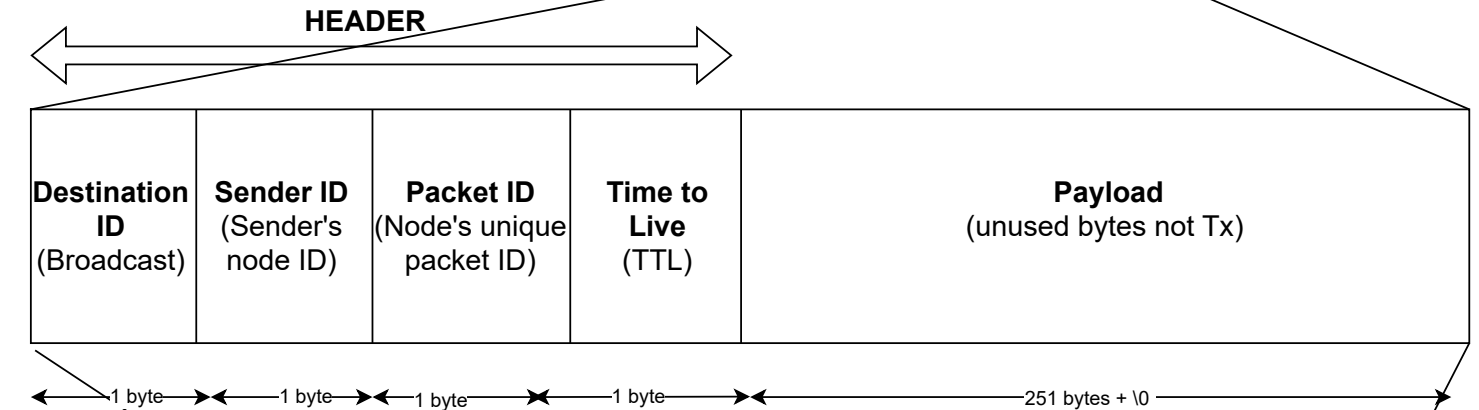 HEADER
Destination
ID
(Broadcast)
Sender ID
(Sender's
node ID)
Packet ID
(Node's unique
packet ID)
Time to
Live
(TTL)
Payload
(unused bytes not Tx)
1 byte
1 byte
1 byte
1 byte
251 bytes + \0